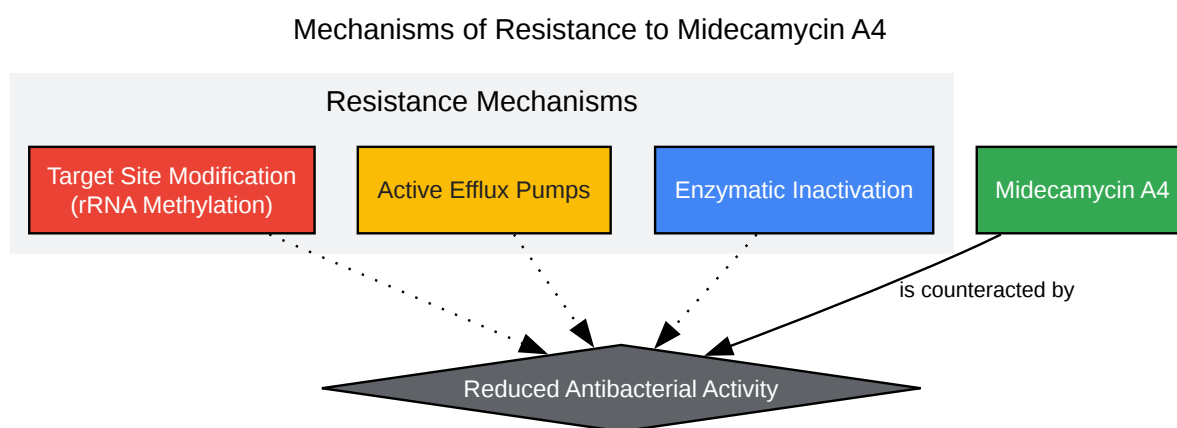 Mechanisms of Resistance to Midecamycin A4
Resistance Mechanisms
Target Site Modification
(rRNA Methylation)
Active Efflux Pumps
Enzymatic Inactivation
Midecamycin A4
is counteracted by
Reduced Antibacterial Activity